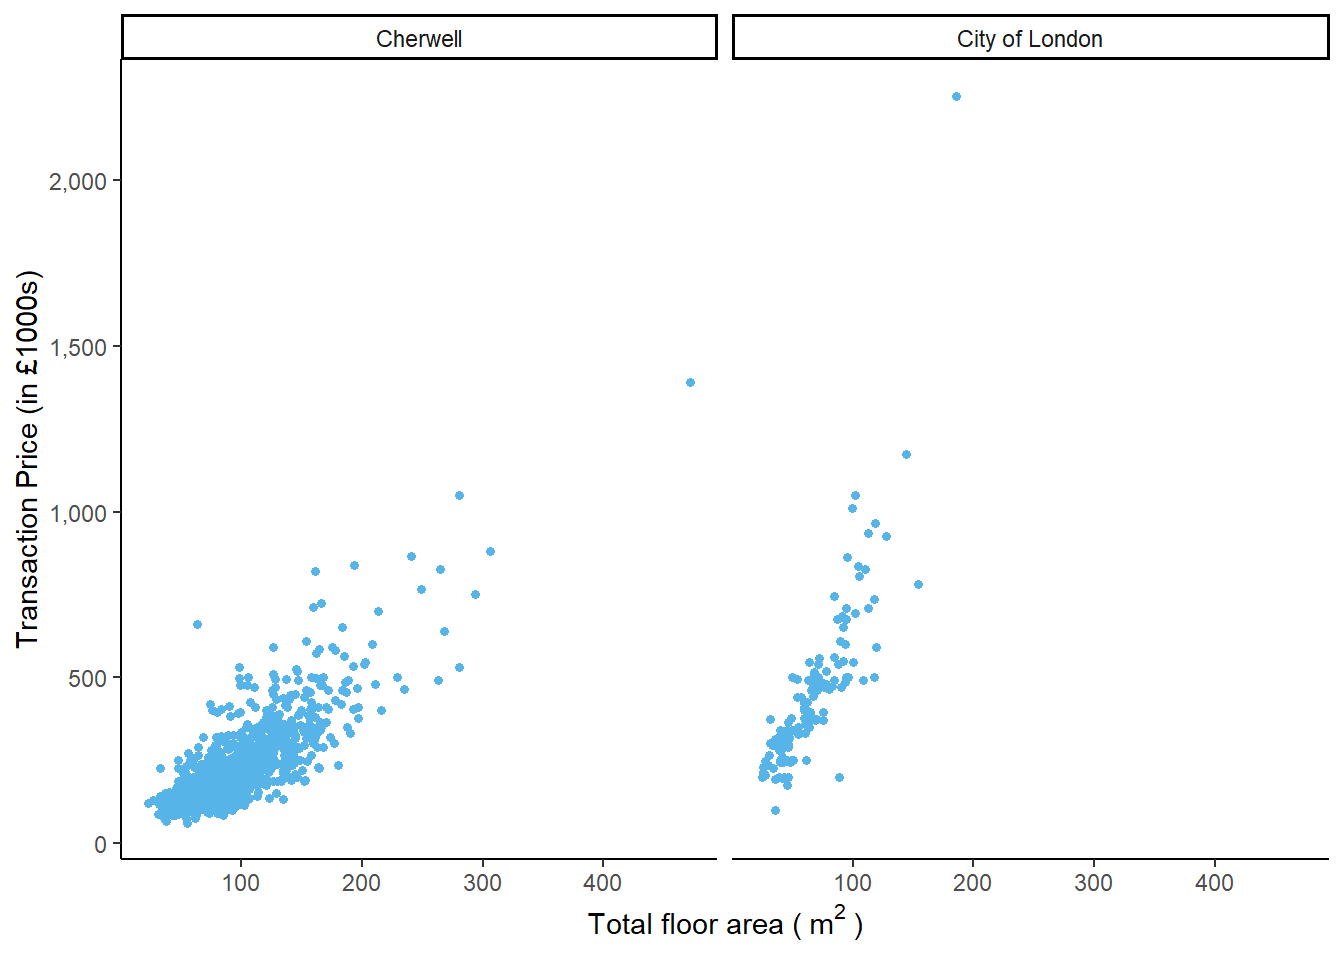 Cherwell
City of London
Transaction Price (in £1000s)
2,000
1,500
1,000
500
0
100 200 300 400
100 200 300 400
Total floor area ( m² )